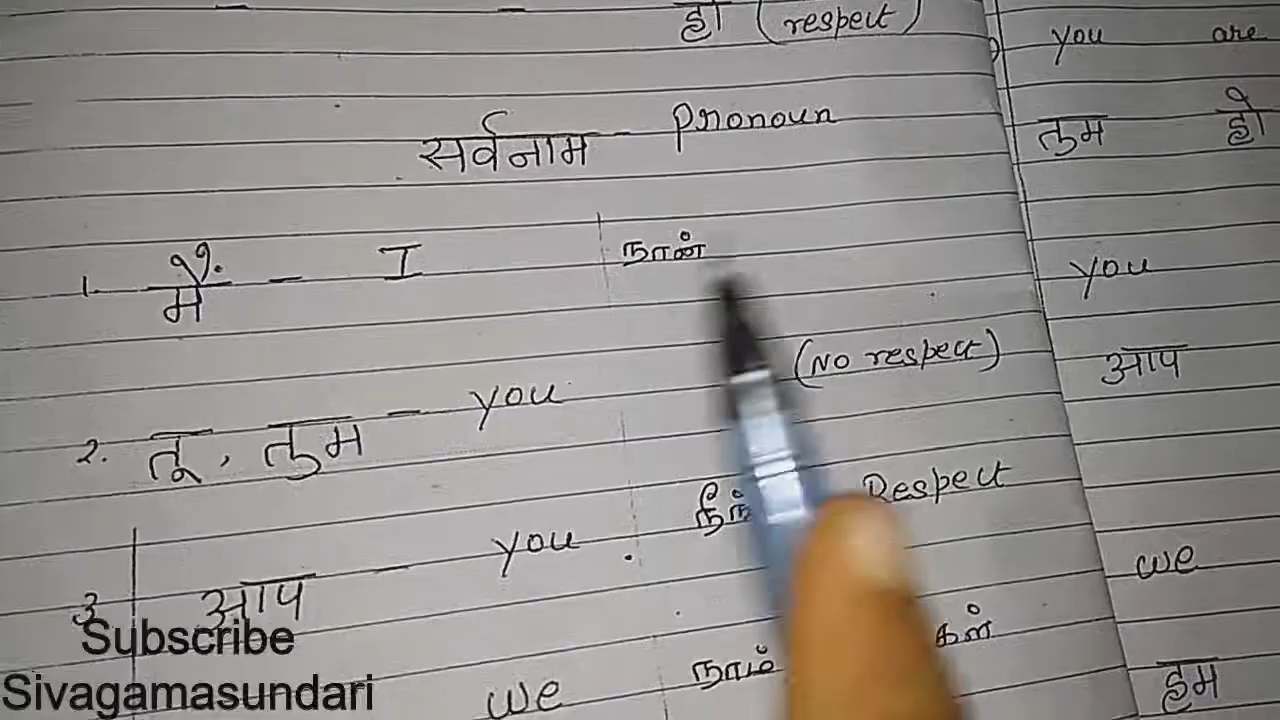 हो (respect)
सर्वनाम - Pronoun
1. मैं - I நான்
2. तू, तुम - you (No respect)
3 आप - you Respect
we நாம் கள்
you are
तुम हो
you
आप
we
हम
Subscribe
Sivagamasundari